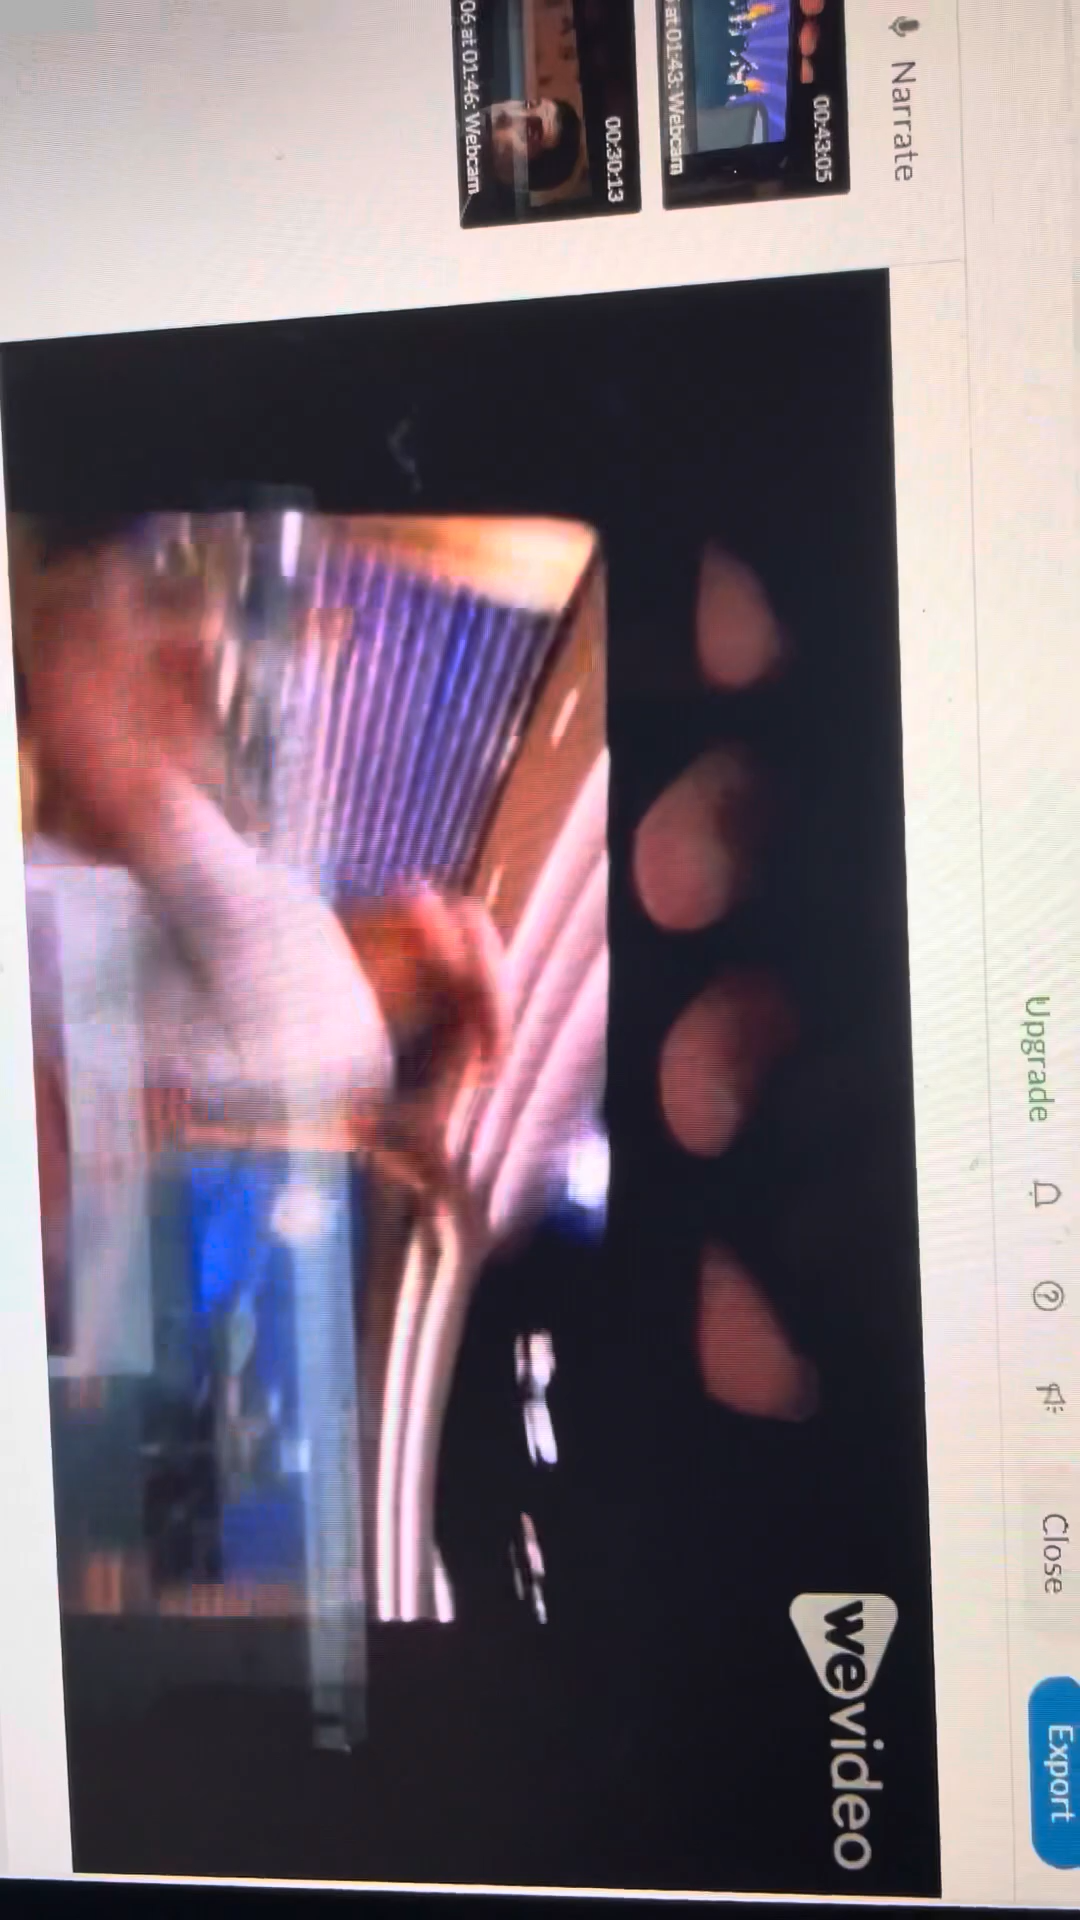 Upgrade
Close
Export
Narrate
00:43:05
at 01:43: Webcam
00:30:13
06 at 01:46: Webcam
wevideo